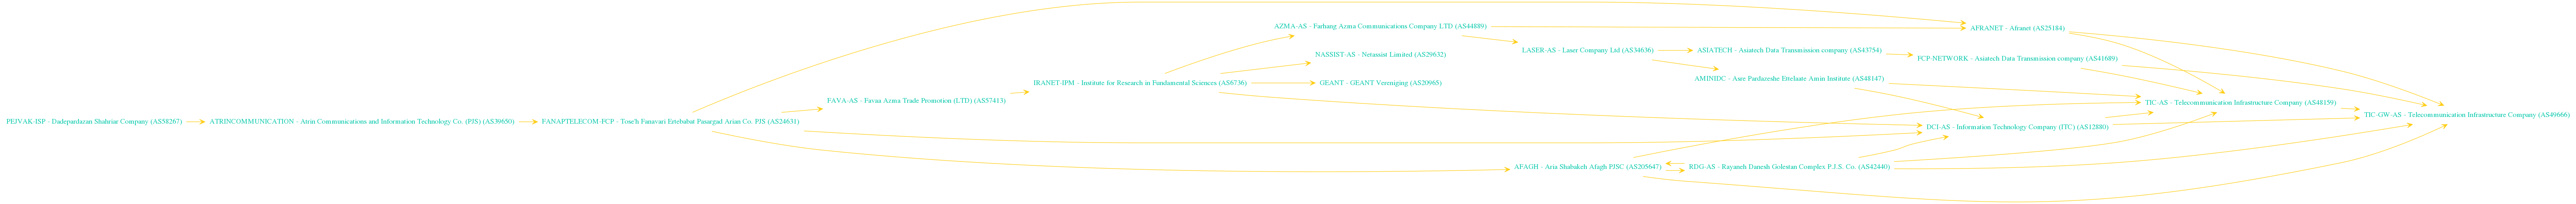 PEJVAK-ISP - Dadepardazan Shahriar Company (AS58267)
ATRINCOMMUNICATION - Atrin Communications and Information Technology Co. (PJS) (AS39650)
FANAPTELECOM-FCP - Tose'h Fanavari Ertebabat Pasargad Arian Co. PJS (AS24631)
FAVA-AS - Favaa Azma Trade Promotion (LTD) (AS57413)
IRANET-IPM - Institute for Research in Fundamental Sciences (AS6736)
AZMA-AS - Farhang Azma Communications Company LTD (AS44889)
NASSIST-AS - Netassist Limited (AS29632)
GEANT - GEANT Vereniging (AS20965)
LASER-AS - Laser Company Ltd (AS34636)
ASIATECH - Asiatech Data Transmission company (AS43754)
AMINIDC - Asre Pardazeshe Ettelaate Amin Institute (AS48147)
AFAGH - Aria Shabakeh Afagh PJSC (AS205647)
RDG-AS - Rayaneh Danesh Golestan Complex P.J.S. Co. (AS42440)
AFRANET - Afranet (AS25184)
FCP-NETWORK - Asiatech Data Transmission company (AS41689)
DCI-AS - Information Technology Company (ITC) (AS12880)
TIC-AS - Telecommunication Infrastructure Company (AS48159)
TIC-GW-AS - Telecommunication Infrastructure Company (AS49666)